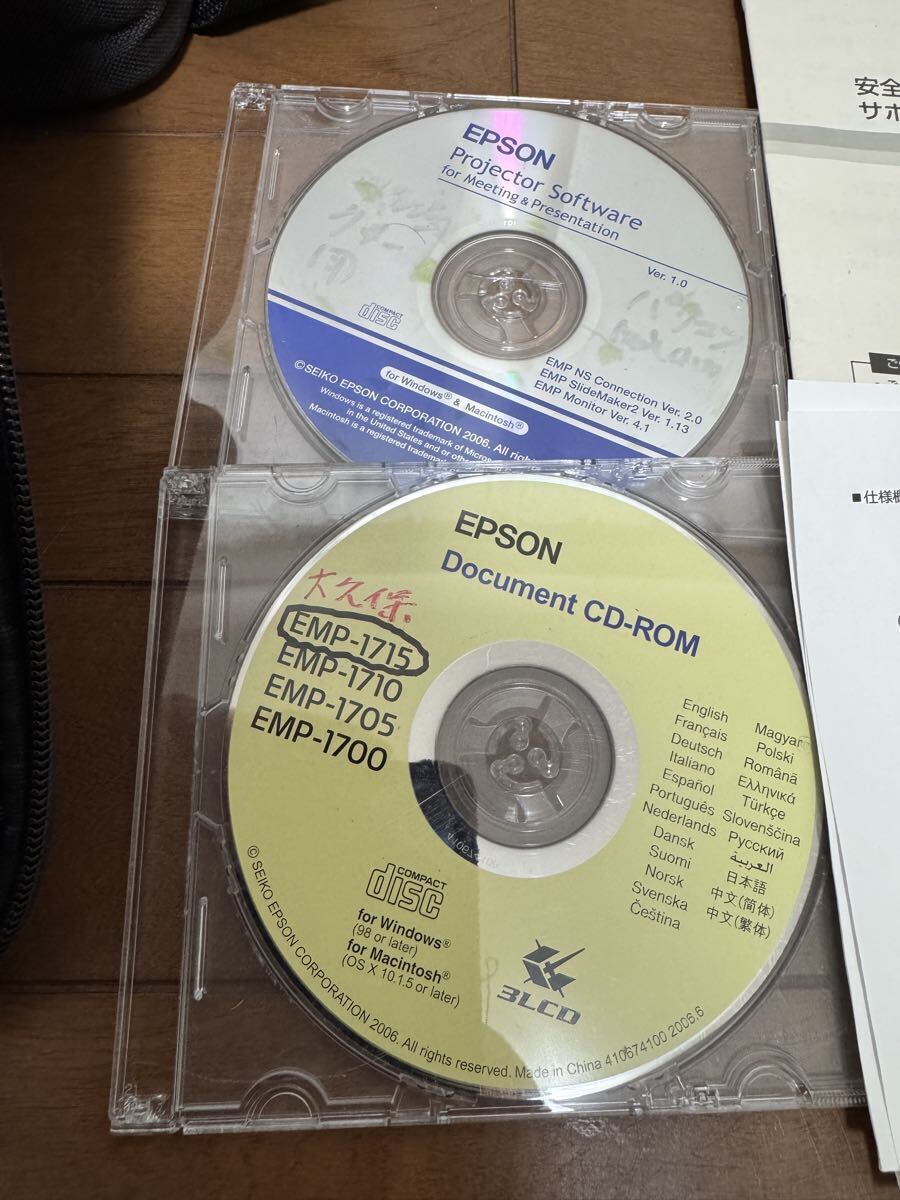 EPSON
Projector Software
for Meeting & Presentation
Ver. 1.0
COMPACT
disc
EMP NS Connection Ver. 2.0
EMP SlideMaker2 Ver. 1.13
EMP Monitor Ver. 4.1
for Windows® & Macintosh®
©SEIKO EPSON CORPORATION 2006. All
Windows is a registered trademark of
in the United States and or
Macintosh is a registered
EPSON
Document CD-ROM
大久保
EMP-1715
EMP-1710
EMP-1705
EMP-1700
English
Français
Deutsch
Italiano
Español
Português
Nederlands
Dansk
Suomi
Norsk
Svenska
Čeština
Magyar
Polski
Română
Ελληνικά
Türkçe
Slovenščina
Русский
العربية
日本語
中文(简体)
中文(繁体)
COMPACT
disc
for Windows®
(98 or later)
for Macintosh®
(OS X 10.1.5 or later)
3LCD
© SEIKO EPSON CORPORATION 2006. All rights reserved. Made in China 410674100 2006.6
安全
サポ
■仕様概